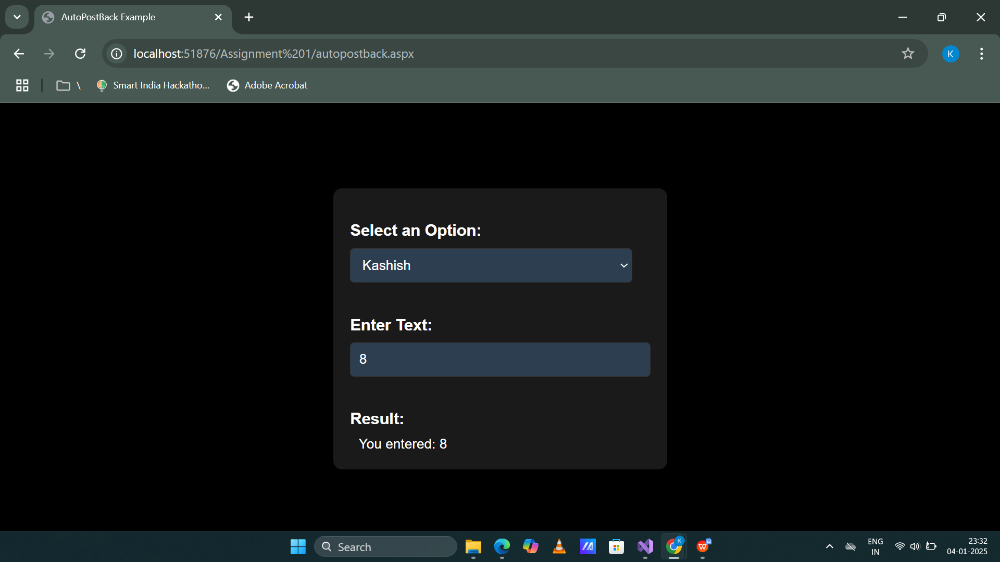 AutoPostBack Example
localhost:51876/Assignment%201/autopostback.aspx
K
\
Smart India Hackatho...
Adobe Acrobat
Select an Option:
Kashish
Enter Text:
8
Result:
You entered: 8
Search
K
W
W
ENG
IN
23:32
04-01-2025